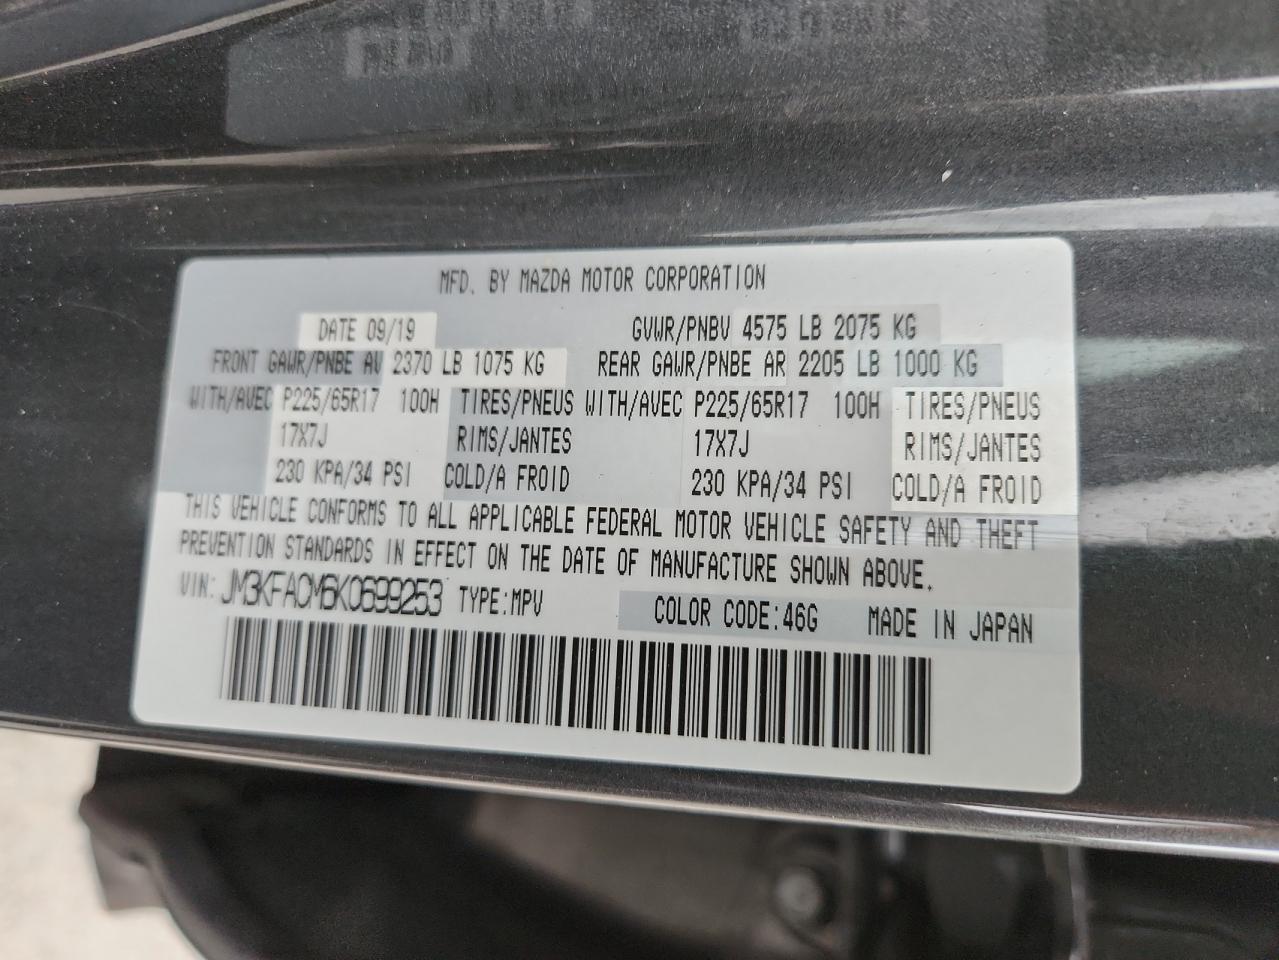 MFD. BY MAZDA MOTOR CORPORATION
DATE 09/19 GVWR/PNBV 4575 LB 2075 KG
FRONT GAWR/PNBE AV 2370 LB 1075 KG REAR GAWR/PNBE AR 2205 LB 1000 KG
WITH/AVEC P225/65R17 100H TIRES/PNEUS WITH/AVEC P225/65R17 100H TIRES/PNEUS
17X7J RIMS/JANTES 17X7J RIMS/JANTES
230 KPA/34 PSI COLD/A FROID 230 KPA/34 PSI COLD/A FROID
THIS VEHICLE CONFORMS TO ALL APPLICABLE FEDERAL MOTOR VEHICLE SAFETY AND THEFT
PREVENTION STANDARDS IN EFFECT ON THE DATE OF MANUFACTURE SHOWN ABOVE.
VIN: JM3KFACM6K0699253 TYPE:MPV COLOR CODE:46G MADE IN JAPAN